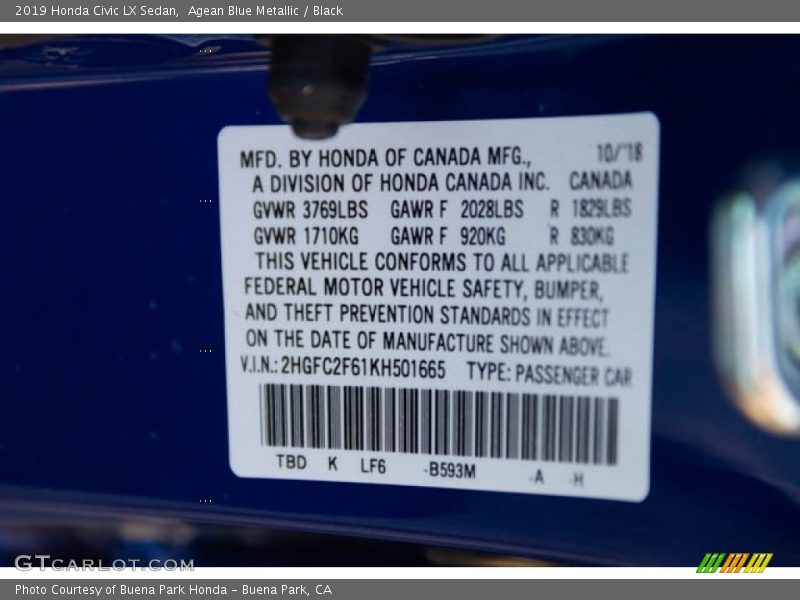 2019 Honda Civic LX Sedan,  Agean Blue Metallic / Black
MFD. BY HONDA OF CANADA MFG., 10/'18
A DIVISION OF HONDA CANADA INC. CANADA
GVWR 3769LBS GAWR F 2028LBS R 1829LBS
GVWR 1710KG GAWR F 920KG R 830KG
THIS VEHICLE CONFORMS TO ALL APPLICABLE
FEDERAL MOTOR VEHICLE SAFETY, BUMPER,
AND THEFT PREVENTION STANDARDS IN EFFECT
ON THE DATE OF MANUFACTURE SHOWN ABOVE.
V.I.N.: 2HGFC2F61KH501665 TYPE: PASSENGER CAR
TBD K LF6 -B593M -A -H
GTCARLOT.COM
Photo Courtesy of Buena Park Honda - Buena Park, CA